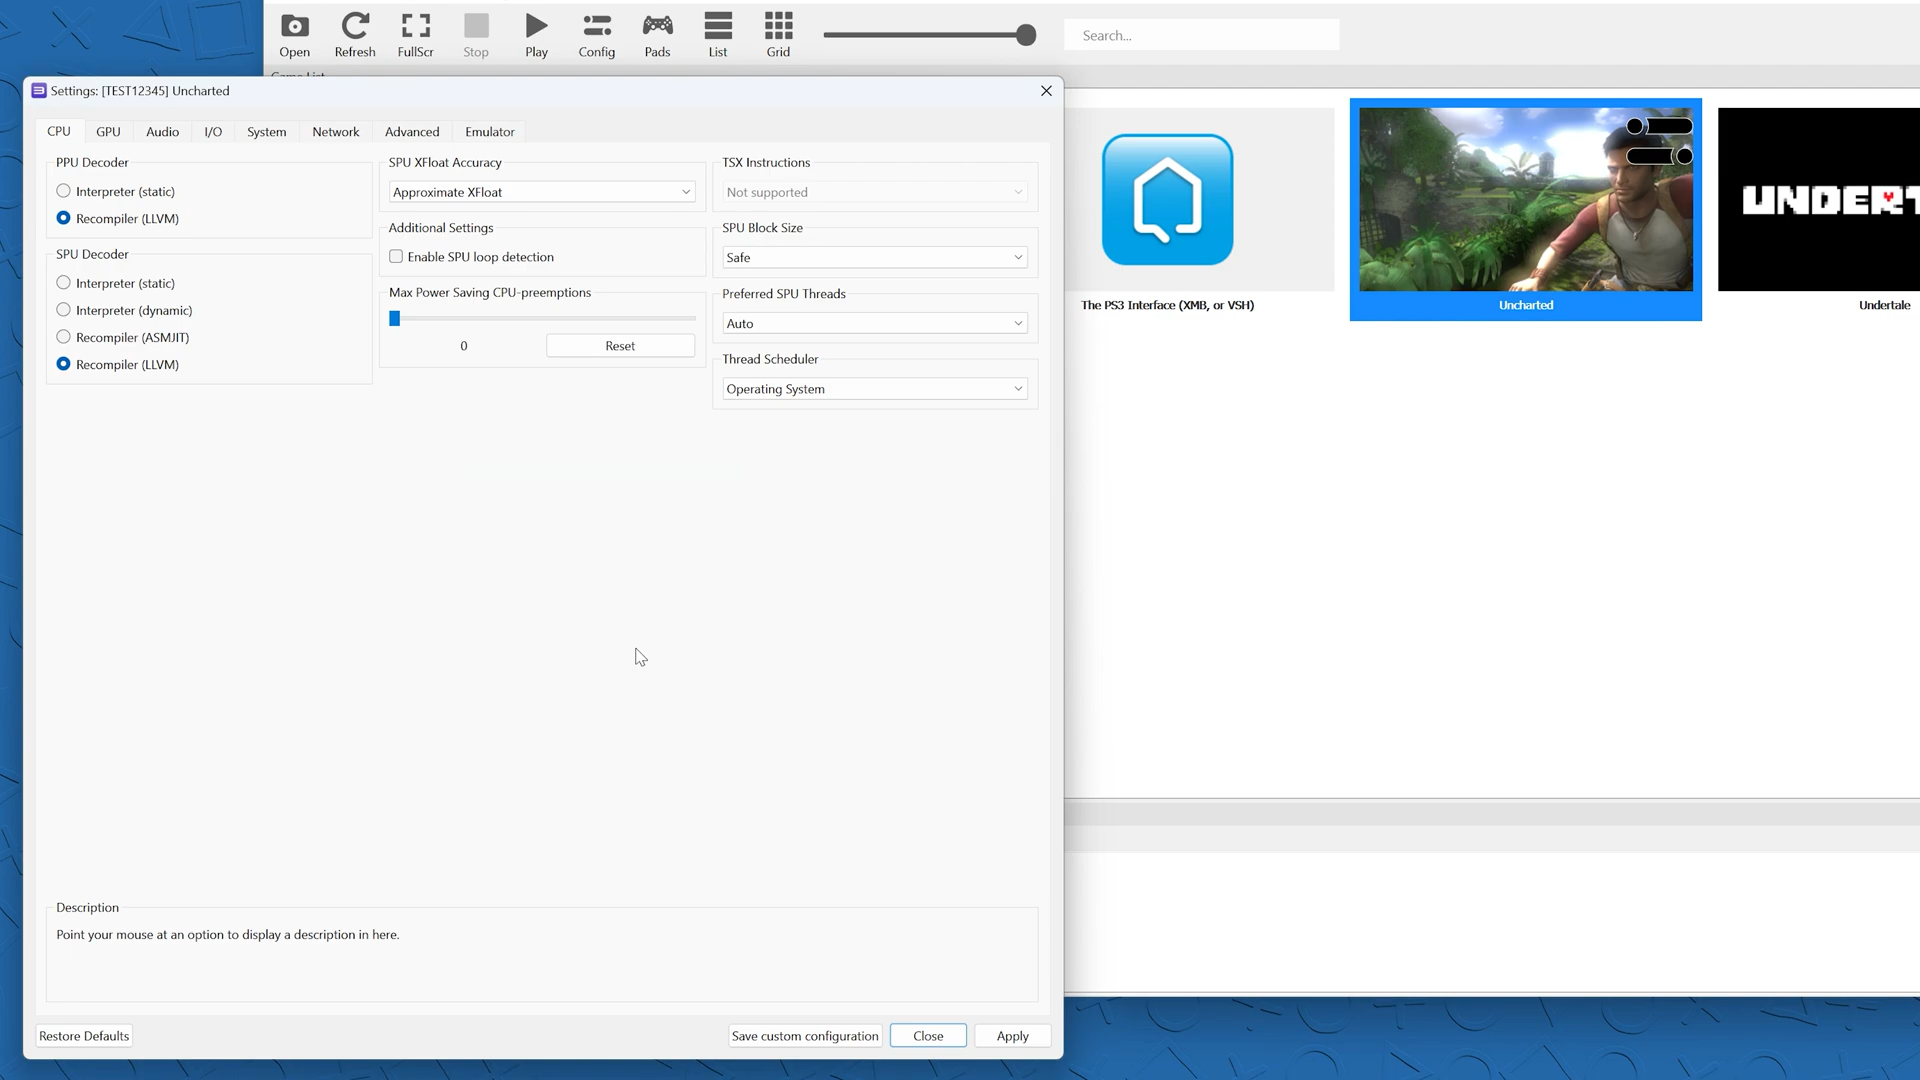 Open
Refresh
FullScr
Stop
Play
Config
Pads
List
Grid
Search...
Settings: [TEST12345] Uncharted
CPU
GPU
Audio
I/O
System
Network
Advanced
Emulator
PPU Decoder
Interpreter (static)
Recompiler (LLVM)
SPU Decoder
Interpreter (static)
Interpreter (dynamic)
Recompiler (ASMJIT)
Recompiler (LLVM)
SPU XFloat Accuracy
Approximate XFloat
Additional Settings
Enable SPU loop detection
Max Power Saving CPU-preemptions
0
Reset
TSX Instructions
Not supported
SPU Block Size
Safe
Preferred SPU Threads
Auto
Thread Scheduler
Operating System
Description
Point your mouse at an option to display a description in here.
Restore Defaults
Save custom configuration
Close
Apply
The PS3 Interface (XMB, or VSH)
Uncharted
UNDERT
Undertale